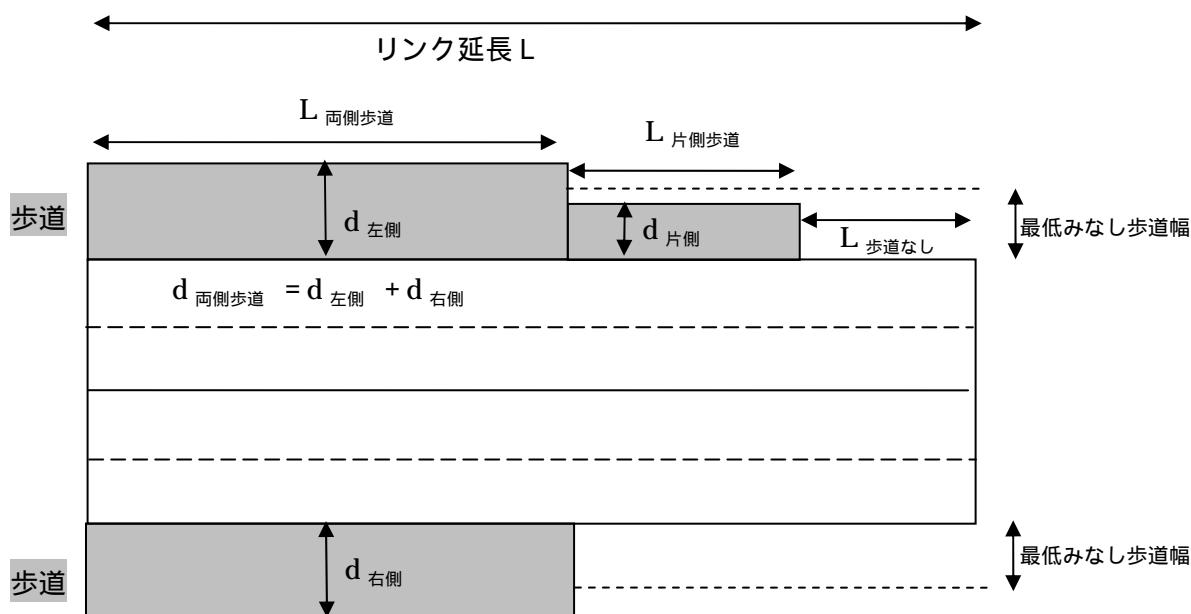 リンク延長 L
L 両側歩道
L 片側歩道
歩道
d 左側
d 片側
L 歩道なし
最低みなし歩道幅
d 両側歩道 = d 左側 + d 右側
最低みなし歩道幅
歩道
d 右側